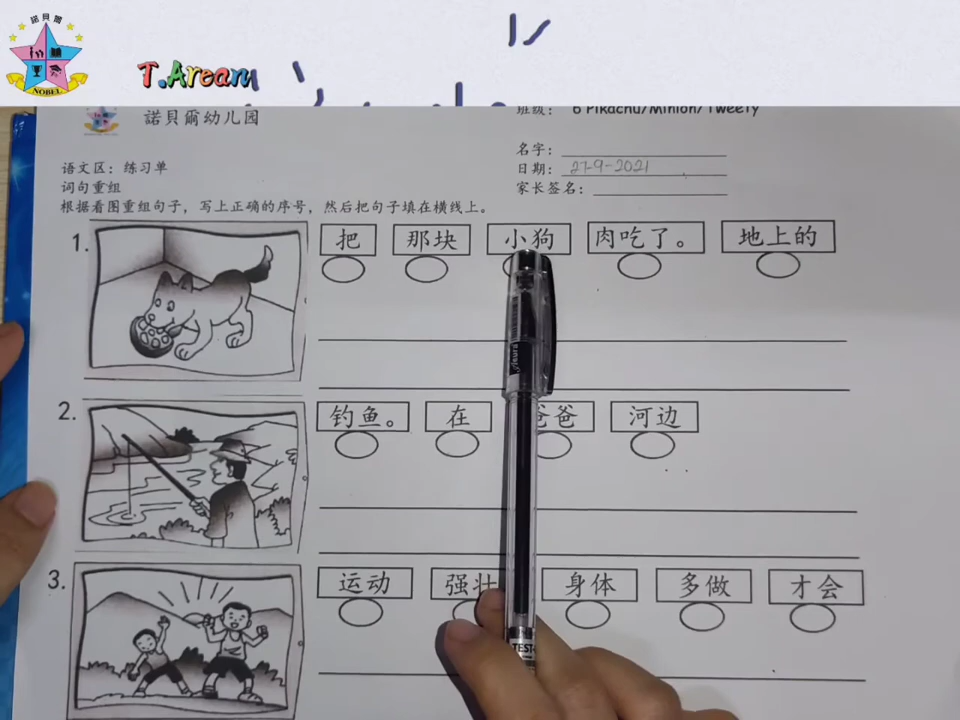 諾貝爾
NOBEL
T.Aream
諾貝爾幼儿园
班级： 6 Pikachu/Minion/Tweety
名字：
语文区：练习单
日期：27-9-2021
词句重组
家长签名：
根据看图重组句子，写上正确的序号，然后把句子填在横线上。
1. 把 那块 小狗 肉吃了。 地上的
2. 钓鱼。 在 爸爸 河边
3. 运动 强壮 身体 多做 才会